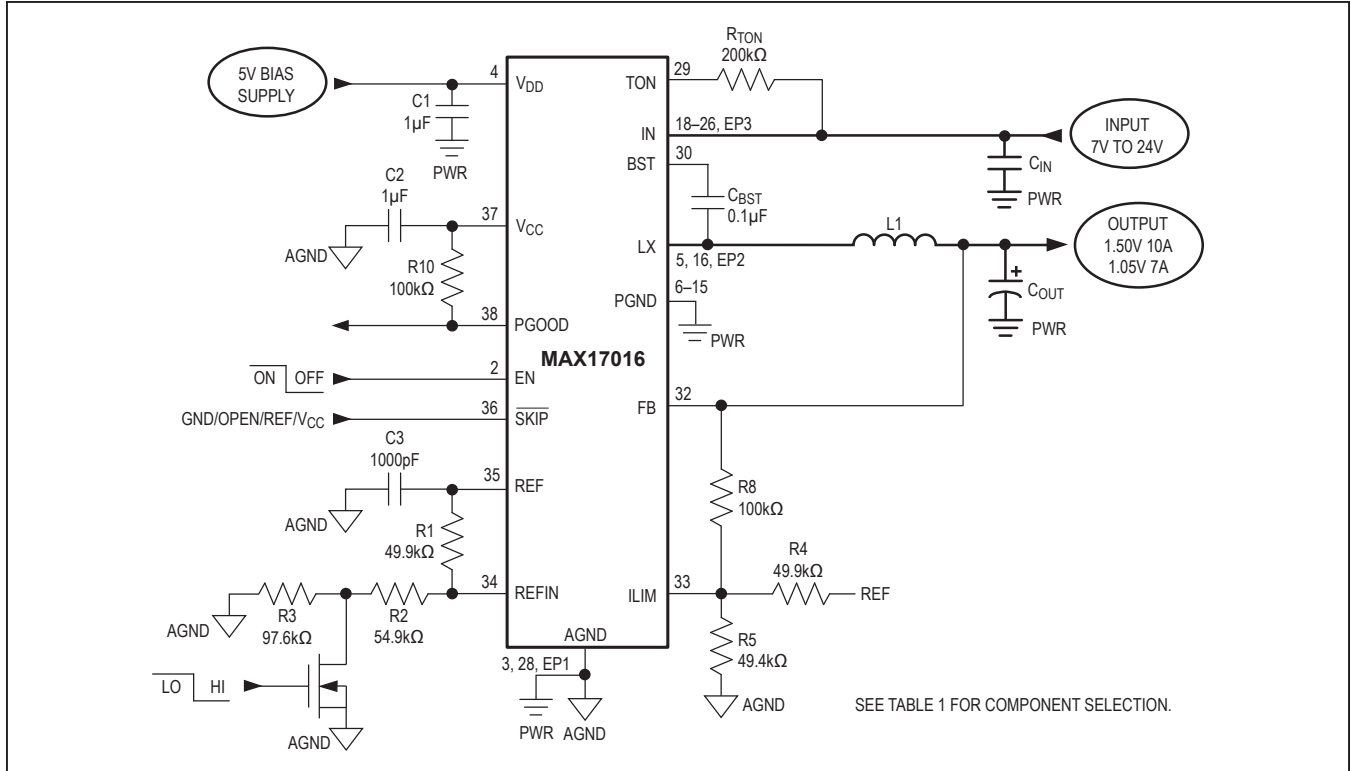 5V BIAS
SUPPLY
4
VDD
C1
1µF
PWR
C2
1µF
AGND
37
VCC
R10
100kΩ
38
PGOOD
ON OFF
2
EN
GND/OPEN/REF/VCC
36
SKIP
C3
1000pF
AGND
35
REF
R1
49.9kΩ
34
REFIN
R3
97.6kΩ
R2
54.9kΩ
AGND
LO HI
AGND
MAX17016
AGND
3, 28, EP1
PWR
AGND
RTON
200kΩ
29
TON
IN
18–26, EP3
INPUT
7V TO 24V
CIN
PWR
30
BST
CBST
0.1µF
LX
5, 16, EP2
L1
OUTPUT
1.50V 10A
1.05V 7A
+
COUT
PWR
6–15
PGND
PWR
32
FB
R8
100kΩ
33
ILIM
R4
49.9kΩ
REF
R5
49.4kΩ
AGND
SEE TABLE 1 FOR COMPONENT SELECTION.